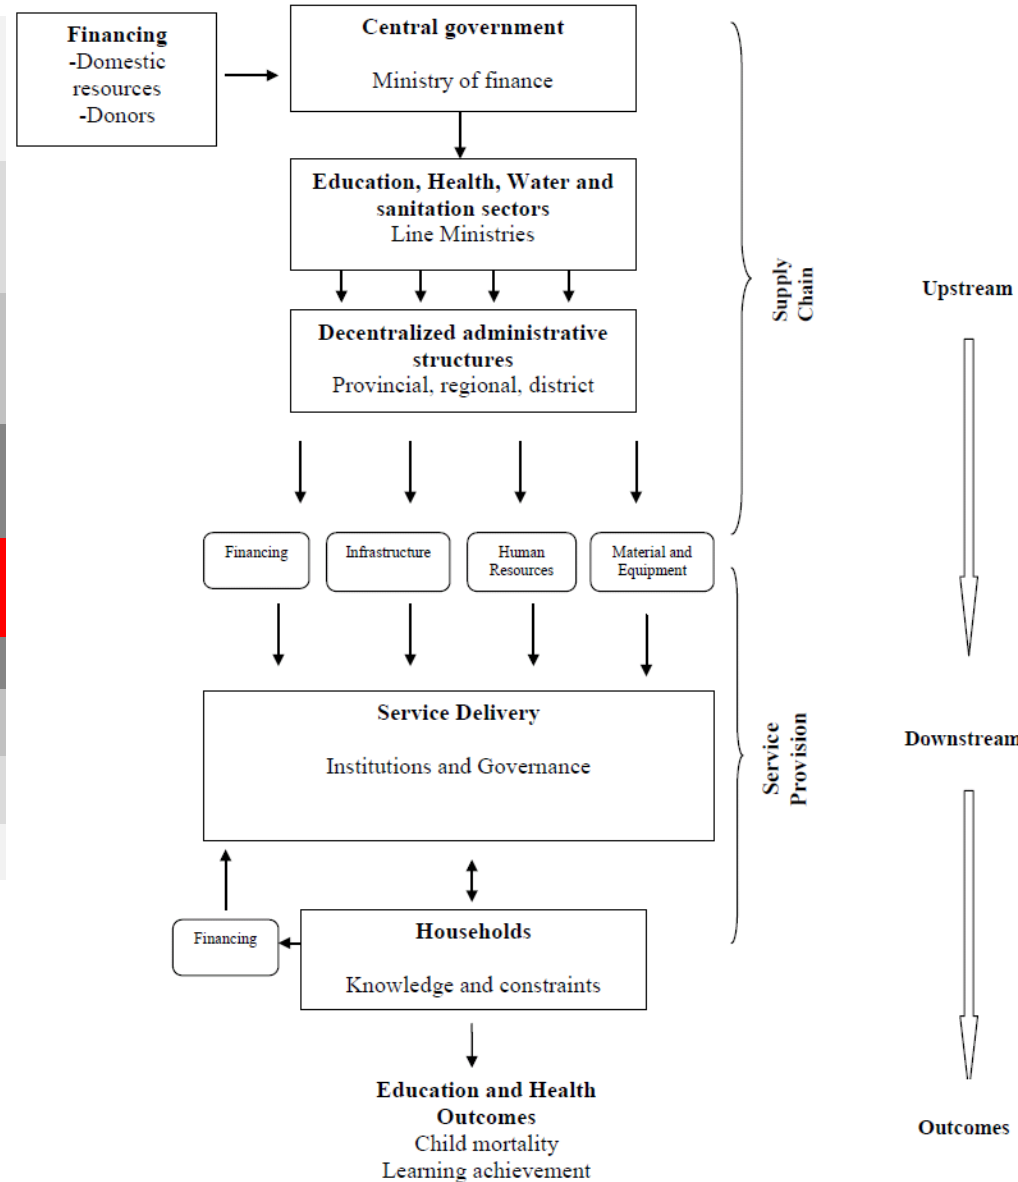 Financing
-Domestic
resources
-Donors
Central government
Ministry of finance
Education, Health, Water and
sanitation sectors
Line Ministries
Decentralized administrative
structures
Provincial, regional, district
Supply
Chain
Upstream
Financing
Infrastructure
Human
Resources
Material and
Equipment
Service Delivery
Institutions and Governance
Service
Provision
Downstream
Financing
Households
Knowledge and constraints
Education and Health
Outcomes
Child mortality
Learning achievement
Outcomes